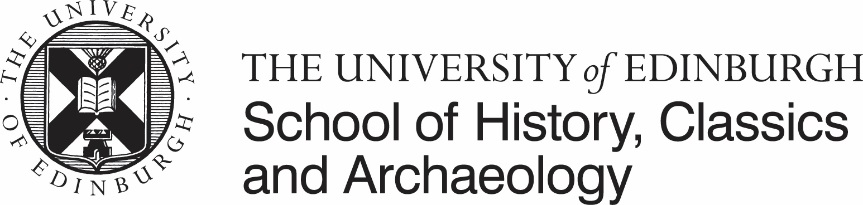 THE UNIVERSITY
OF EDINBURGH
THE UNIVERSITY of EDINBURGH
School of History, Classics
and Archaeology